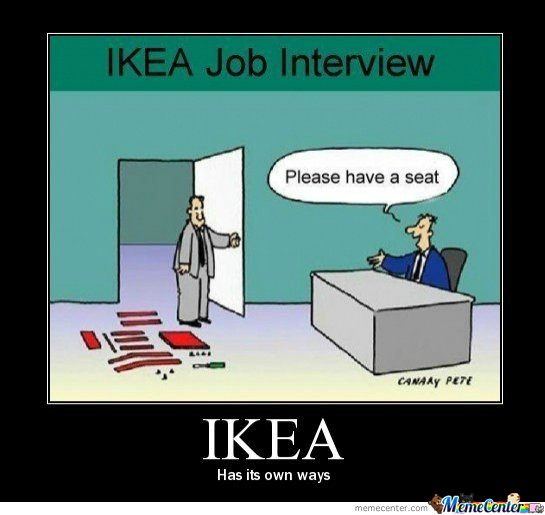 IKEA Job Interview
Please have a seat
CANARY PETE
IKEA
Has its own ways
memecenter.com MemeCenter